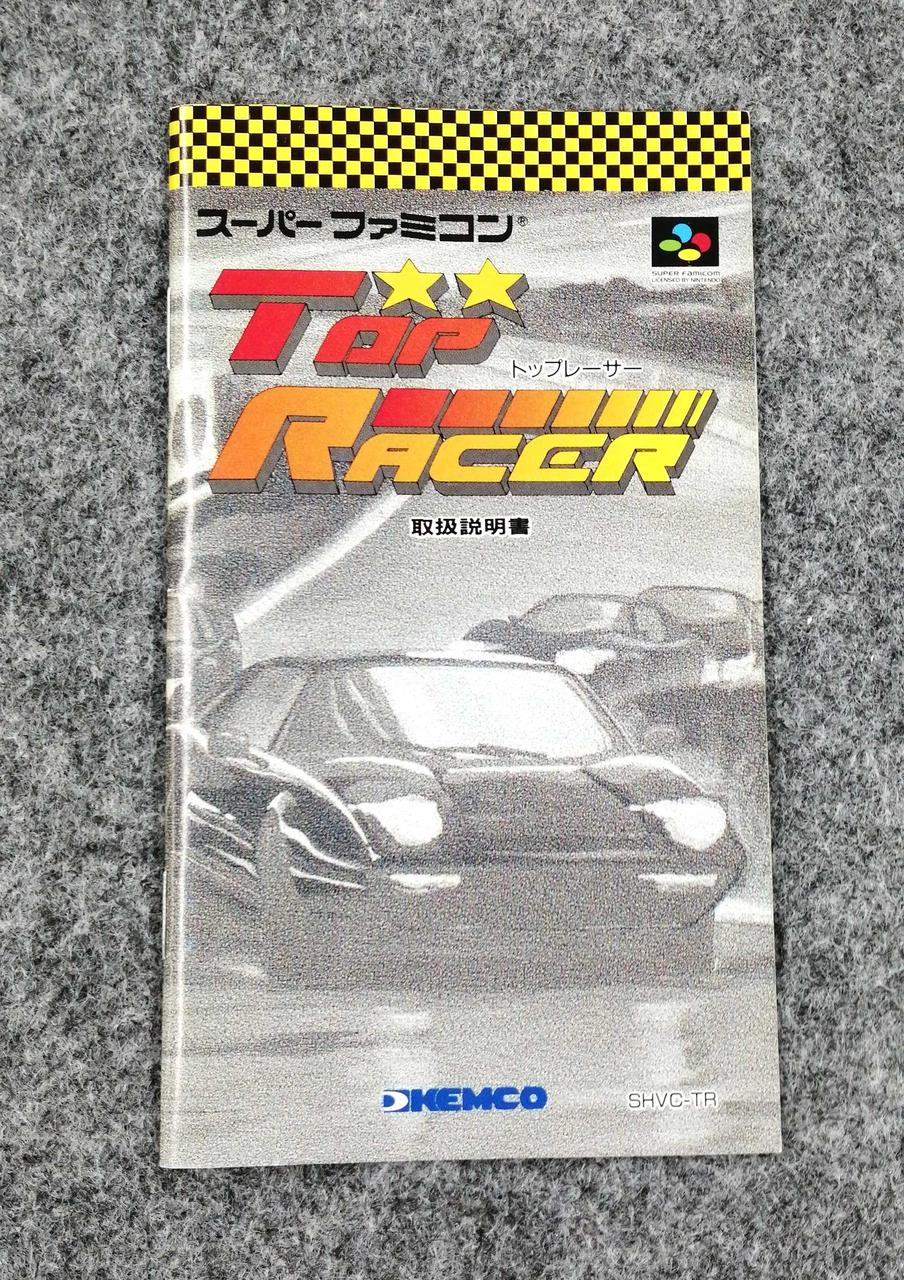 スーパーファミコン®
SUPER FAMICOM
LICENSED BY NINTENDO
TOP
トップレーサー
RACER
取扱説明書
KEMCO
SHVC-TR